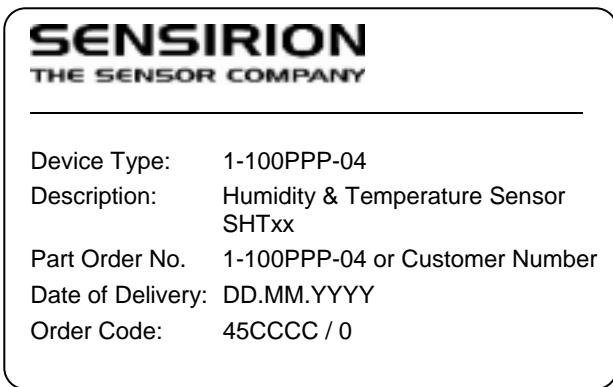 SENSIRION
THE SENSOR COMPANY
Device Type: 1-100PPP-04
Description: Humidity & Temperature Sensor
SHTxx
Part Order No. 1-100PPP-04 or Customer Number
Date of Delivery: DD.MM.YYYY
Order Code: 45CCCC / 0